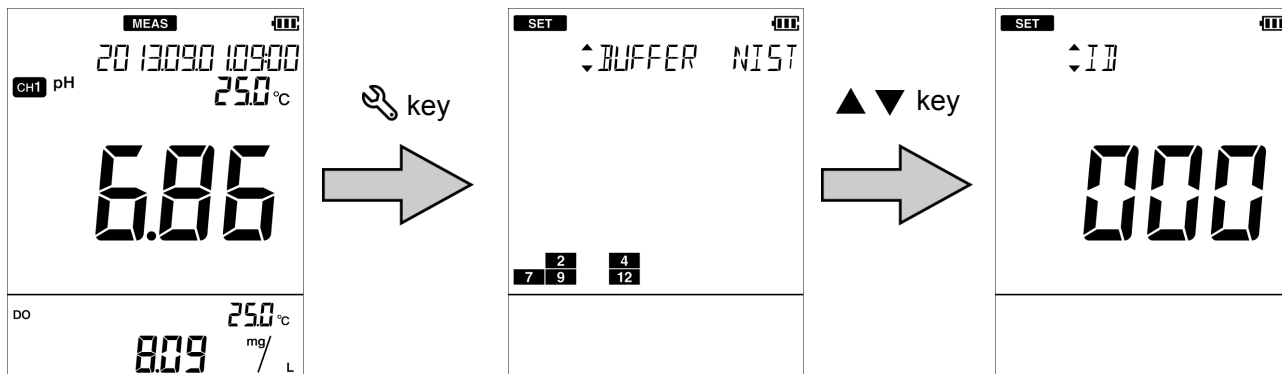 MEAS
2013.09.01.09:00
CH1 pH
25.0 °C
6.86
DO
25.0 °C
8.09 mg/L
key
SET
BUFFER NIST
2 4
7 9 12
▲ ▼ key
SET
ID
000